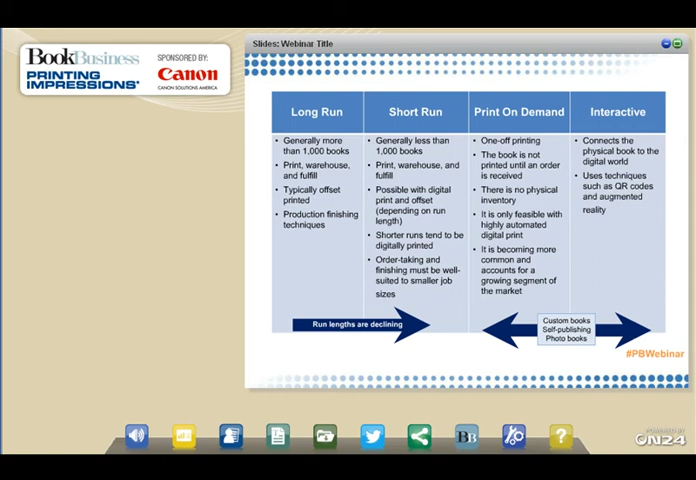 Book Business
PRINTING
IMPRESSIONS
SPONSORED BY:
Canon
CANON SOLUTIONS AMERICA
Slides: Webinar Title
Long Run
• Generally more
than 1,000 books
• Print, warehouse,
and fulfill
• Typically offset
printed
• Production finishing
techniques
Short Run
• Generally less than
1,000 books
• Print, warehouse, and
fulfill
• Possible with digital
print and offset
(depending on run
length)
• Shorter runs tend to be
digitally printed
• Order-taking and
finishing must be well-
suited to smaller job
sizes
Print On Demand
• One-off printing
• The book is not
printed until an order
is received
• There is no physical
inventory
• It is only feasible with
highly automated
digital print
• It is becoming more
common and
accounts for a
growing segment of
the market
Interactive
• Connects the
physical book to the
digital world
• Uses techniques
such as QR codes
and augmented
reality
Run lengths are declining
Custom books
Self-publishing
Photo books
#PBWebinar
BB
?
POWERED BY
ON24